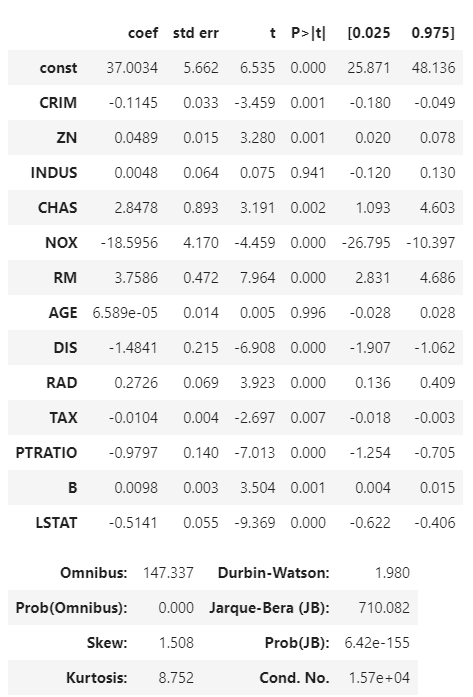 coef std err t P>|t| [0.025 0.975]
const 37.0034 5.662 6.535 0.000 25.871 48.136
CRIM -0.1145 0.033 -3.459 0.001 -0.180 -0.049
ZN 0.0489 0.015 3.280 0.001 0.020 0.078
INDUS 0.0048 0.064 0.075 0.941 -0.120 0.130
CHAS 2.8478 0.893 3.191 0.002 1.093 4.603
NOX -18.5956 4.170 -4.459 0.000 -26.795 -10.397
RM 3.7586 0.472 7.964 0.000 2.831 4.686
AGE 6.589e-05 0.014 0.005 0.996 -0.028 0.028
DIS -1.4841 0.215 -6.908 0.000 -1.907 -1.062
RAD 0.2726 0.069 3.923 0.000 0.136 0.409
TAX -0.0104 0.004 -2.697 0.007 -0.018 -0.003
PTRATIO -0.9797 0.140 -7.013 0.000 -1.254 -0.705
B 0.0098 0.003 3.504 0.001 0.004 0.015
LSTAT -0.5141 0.055 -9.369 0.000 -0.622 -0.406
Omnibus: 147.337 Durbin-Watson: 1.980
Prob(Omnibus): 0.000 Jarque-Bera (JB): 710.082
Skew: 1.508 Prob(JB): 6.42e-155
Kurtosis: 8.752 Cond. No. 1.57e+04